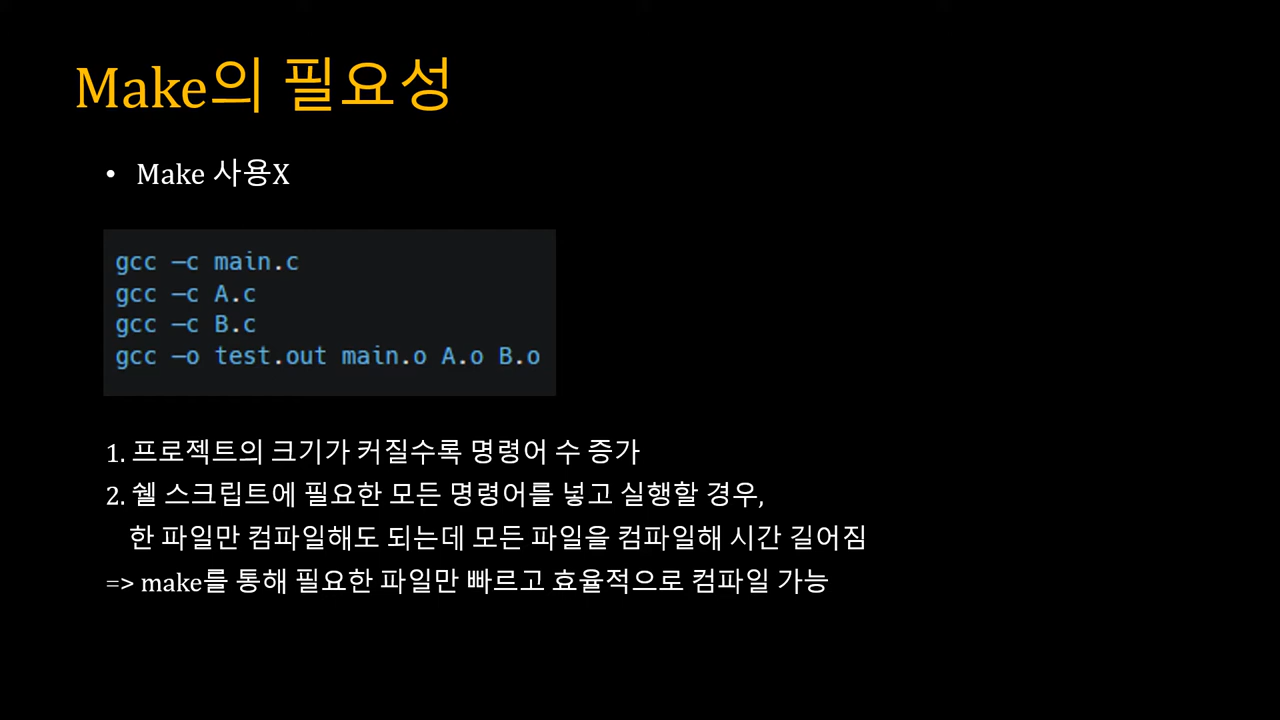 Make의 필요성
• Make 사용X
gcc –c main.c
gcc –c A.c
gcc –c B.c
gcc –o test.out main.o A.o B.o
1. 프로젝트의 크기가 커질수록 명령어 수 증가
2. 쉘 스크립트에 필요한 모든 명령어를 넣고 실행할 경우,
한 파일만 컴파일해도 되는데 모든 파일을 컴파일해 시간 길어짐
=> make를 통해 필요한 파일만 빠르고 효율적으로 컴파일 가능